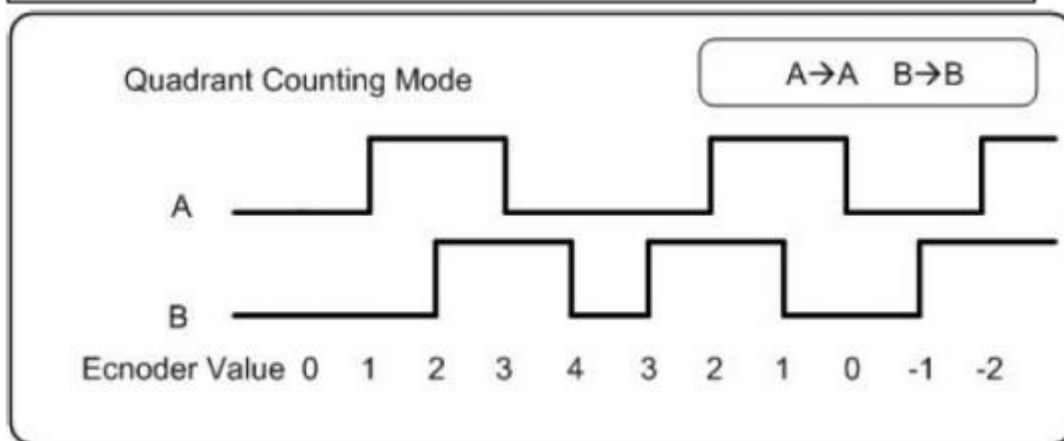 Quadrant Counting Mode
A→A B→B
A
B
Ecnoder Value 0 1 2 3 4 3 2 1 0 -1 -2